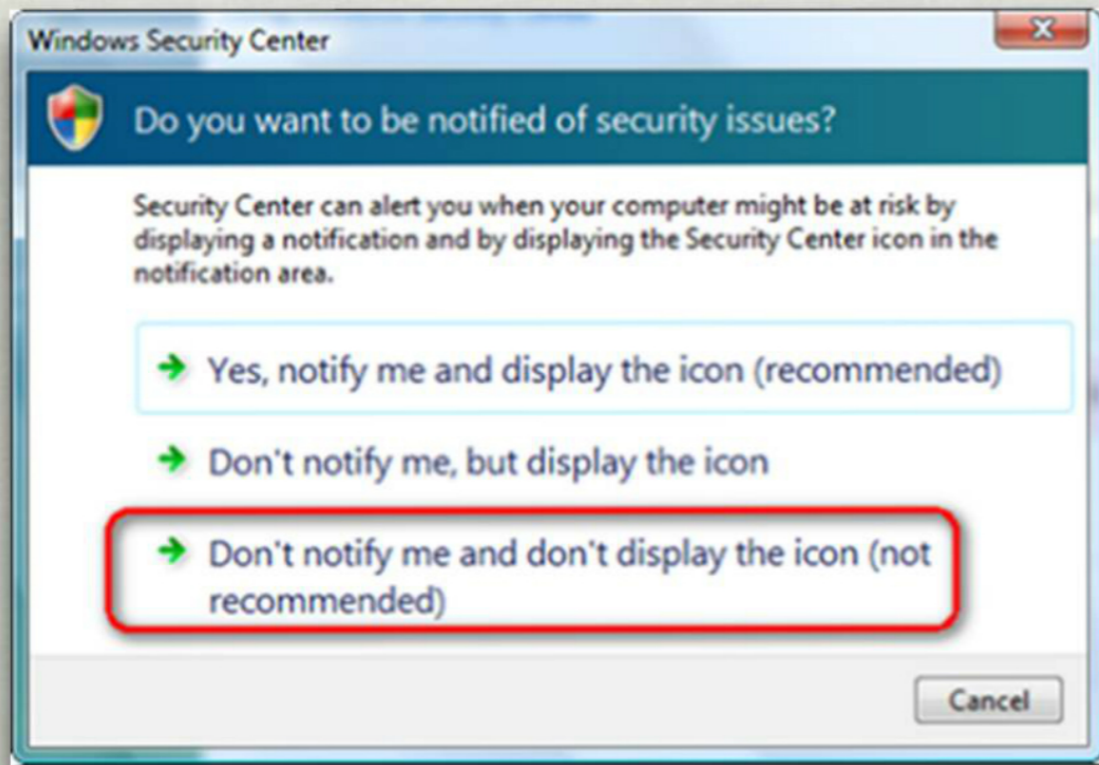 Windows Security Center
Do you want to be notified of security issues?
Security Center can alert you when your computer might be at risk by
displaying a notification and by displaying the Security Center icon in the
notification area.
Yes, notify me and display the icon (recommended)
Don't notify me, but display the icon
Don't notify me and don't display the icon (not
recommended)
Cancel